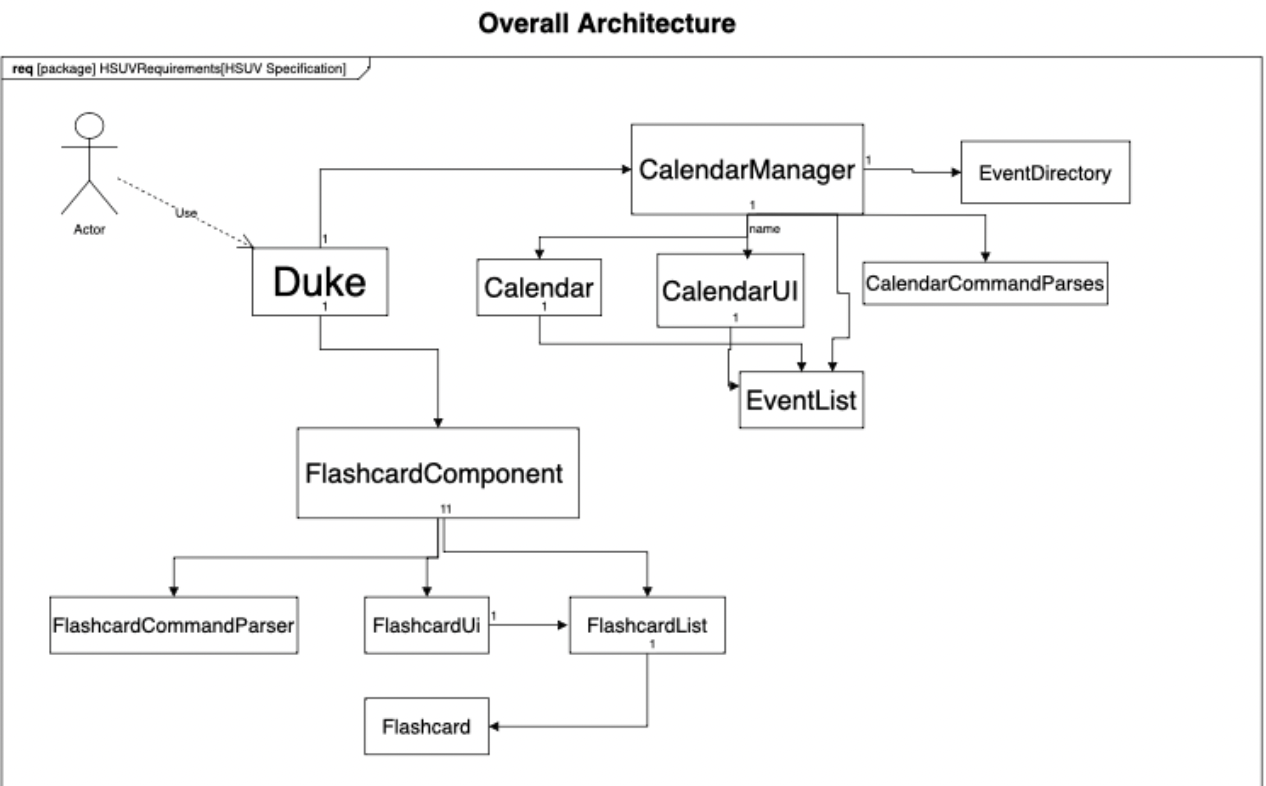 Overall Architecture
req [package] HSUVRequirements[HSUV Specification]
Actor
Use
1
Duke
1
CalendarManager
1
1
EventDirectory
name
Calendar
1
CalendarUI
1
CalendarCommandParses
EventList
FlashcardComponent
11
FlashcardCommandParser
FlashcardUi
1
FlashcardList
1
Flashcard